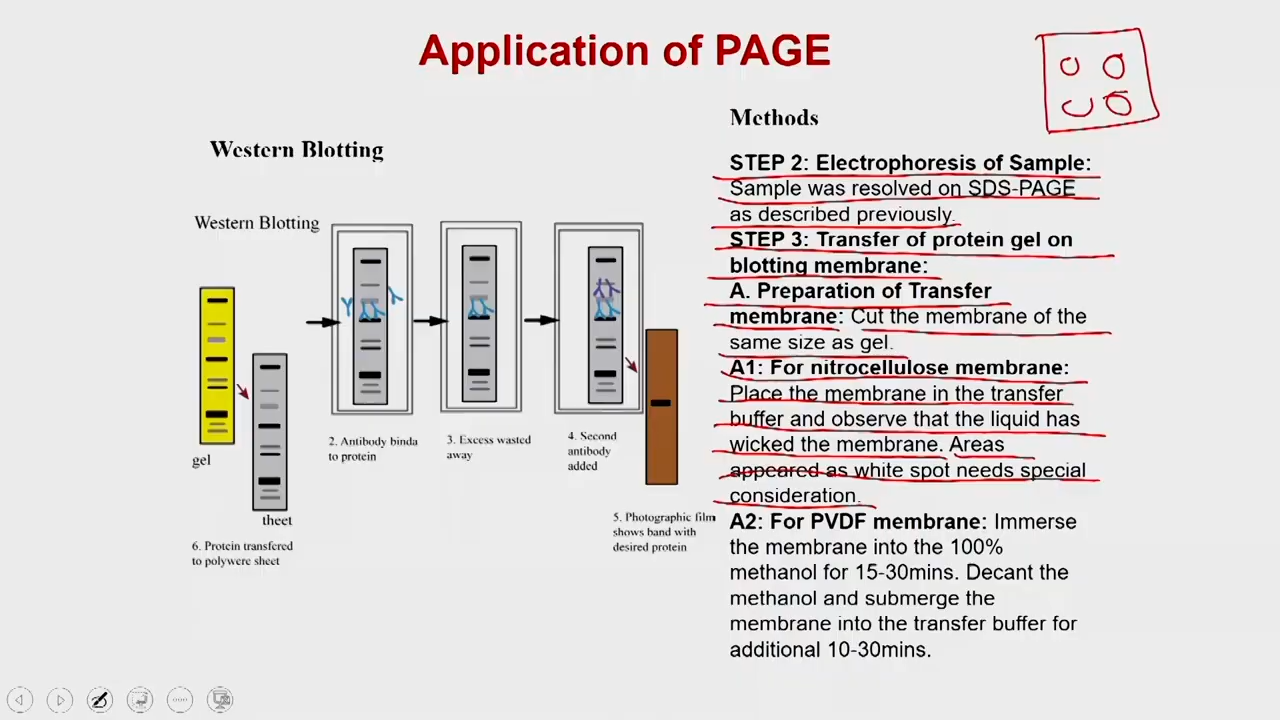 Application of PAGE
Western Blotting
Western Blotting
gel
theet
6. Protein transfered
to polywere sheet
2. Antibody binda
to protein
3. Excess wasted
away
4. Second
antibody
added
5. Photographic film
shows band with
desired protein
Methods
STEP 2: Electrophoresis of Sample:
Sample was resolved on SDS-PAGE
as described previously.
STEP 3: Transfer of protein gel on
blotting membrane:
A. Preparation of Transfer
membrane: Cut the membrane of the
same size as gel.
A1: For nitrocellulose membrane:
Place the membrane in the transfer
buffer and observe that the liquid has
wicked the membrane. Areas
appeared as white spot needs special
consideration.
A2: For PVDF membrane: Immerse
the membrane into the 100%
methanol for 15-30mins. Decant the
methanol and submerge the
membrane into the transfer buffer for
additional 10-30mins.